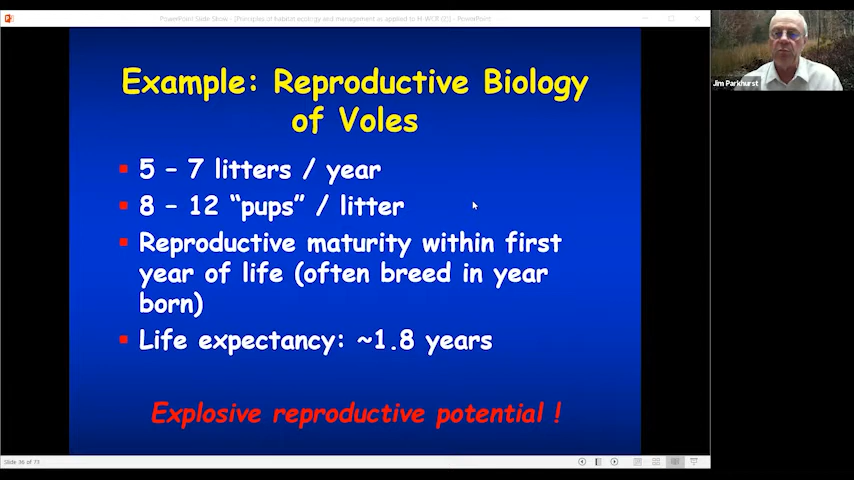 PowerPoint Slide Show - [Principles of habitat ecology and management as applied to M-WCR (2)] - PowerPoint
Example: Reproductive Biology
of Voles
5 – 7 litters / year
8 – 12 “pups” / litter
Reproductive maturity within first
year of life (often breed in year
born)
Life expectancy: ~1.8 years
Explosive reproductive potential !
Slide 36 of 73
Jim Parkhurst